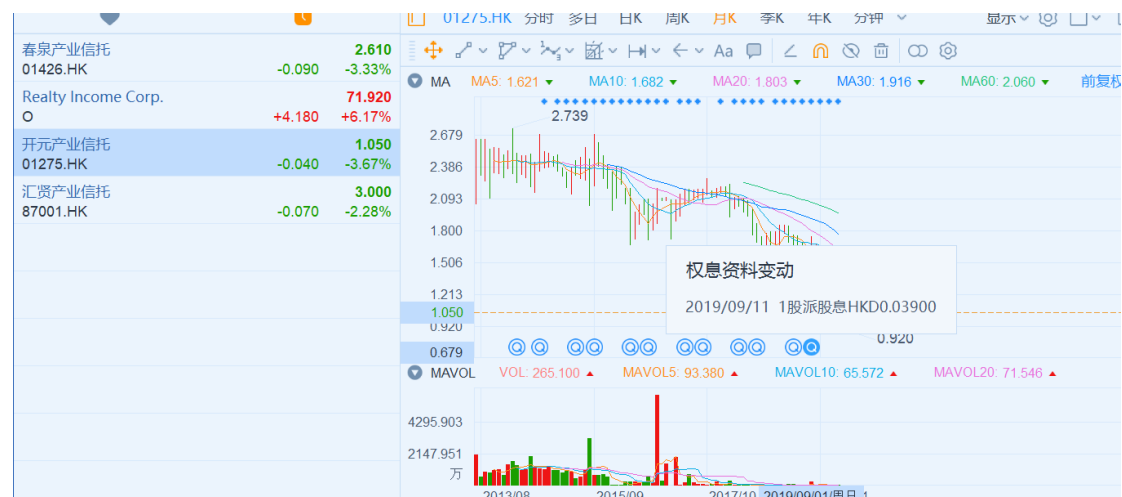 01275.HK 分时 多日 日K 周K 月K 季K 年K 分钟 显示
春泉产业信托 2.610
01426.HK -0.090 -3.33%
Realty Income Corp. 71.920
O +4.180 +6.17%
开元产业信托 1.050
01275.HK -0.040 -3.67%
汇贤产业信托 3.000
87001.HK -0.070 -2.28%
Aa
MA MA5: 1.621 MA10: 1.682 MA20: 1.803 MA30: 1.916 MA60: 2.060 前复权
2.739
2.679
2.386
2.093
1.800
1.506
1.213
1.050
0.920
0.679
权息资料变动
2019/09/11 1股派股息HKD0.03900
0.920
MAVOL VOL: 265.100 MAVOL5: 93.380 MAVOL10: 65.572 MAVOL20: 71.546
4295.903
2147.951
万
2013/08 2015/09 2017/10 2019/09/01/周日 1